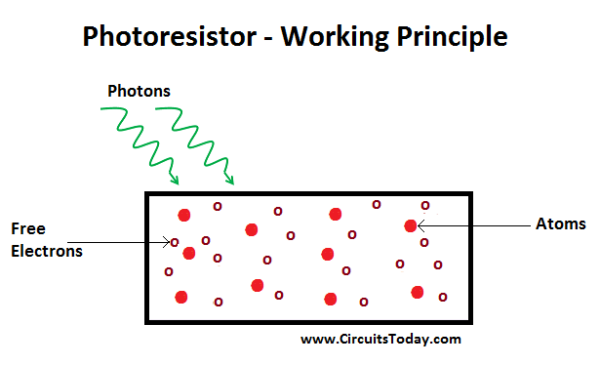 Photoresistor - Working Principle
Photons
Free
Electrons
Atoms
www.CircuitsToday.com